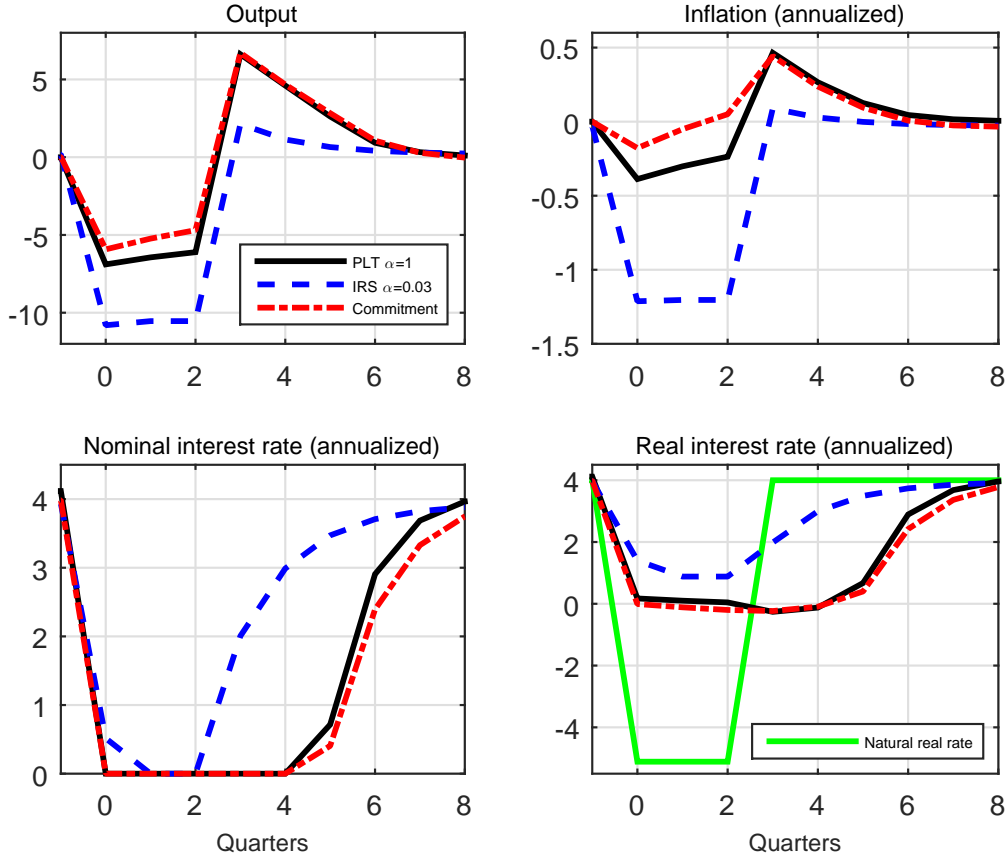 Output
5
0
-5
-10
PLT α=1
IRS α=0.03
Commitment
0 2 4 6 8
Inflation (annualized)
0.5
0
-0.5
-1
-1.5
0 2 4 6 8
Nominal interest rate (annualized)
4
3
2
1
0
0 2 4 6 8
Quarters
Real interest rate (annualized)
4
2
0
-2
-4
Natural real rate
0 2 4 6 8
Quarters